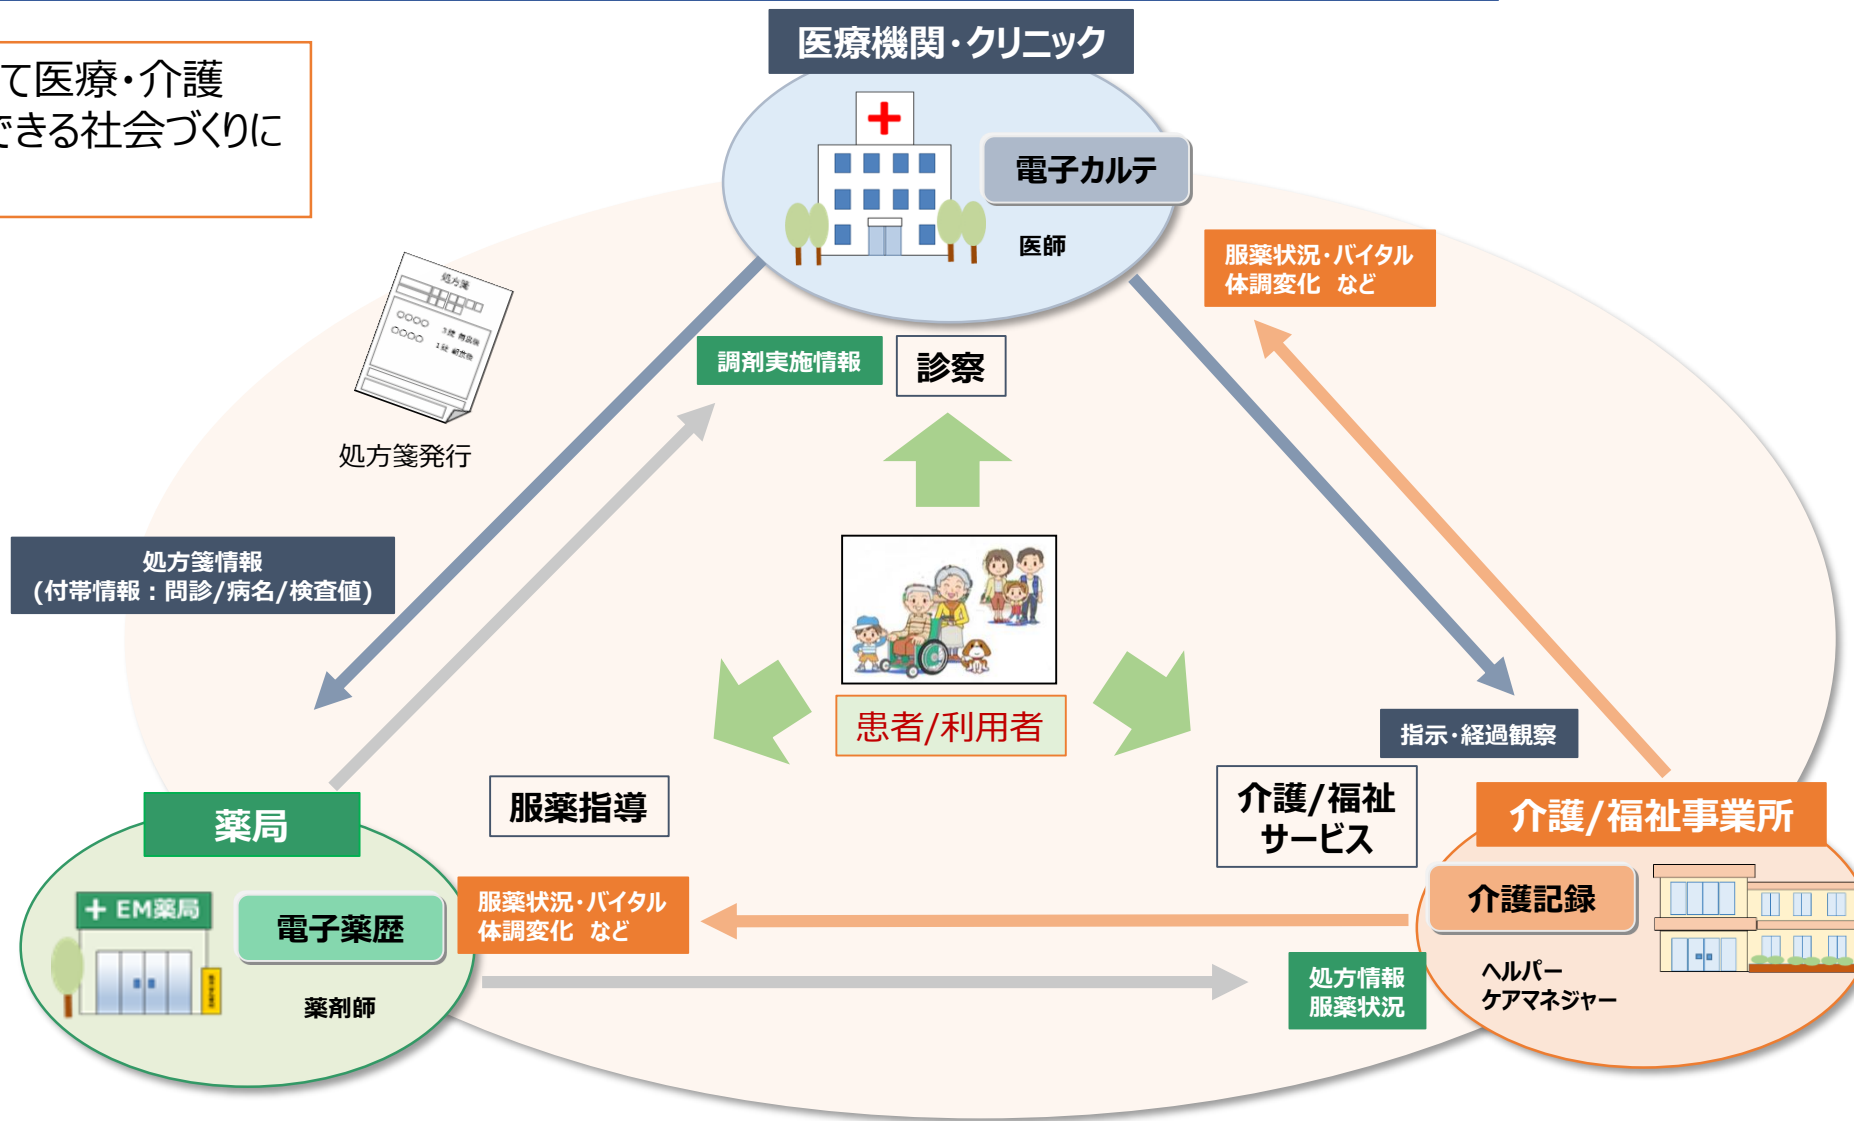 医療機関・クリニック
て医療・介護
できる社会づくりに
電子カルテ
医師
服薬状況・バイタル
体調変化 など
処方箋
○○○○
○○○○
処方箋発行
調剤実施情報
診察
処方箋情報
(付帯情報：問診/病名/検査値)
患者/利用者
指示・経過観察
服薬指導
介護/福祉
サービス
薬局
介護/福祉事業所
EM薬局
電子薬歴
薬剤師
服薬状況・バイタル
体調変化 など
介護記録
ヘルパー
ケアマネジャー
処方情報
服薬状況